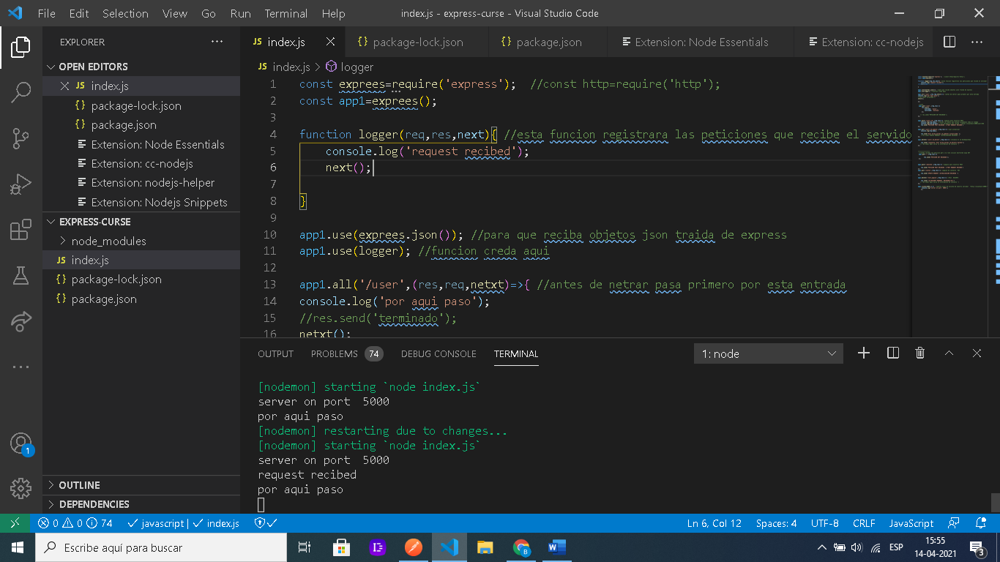 File Edit Selection View Go Run Terminal Help
index.js - express-curse - Visual Studio Code
EXPLORER
OPEN EDITORS
JS index.js
{} package-lock.json
{} package.json
Extension: Node Essentials
Extension: cc-nodejs
Extension: nodejs-helper
Extension: Nodejs Snippets
EXPRESS-CURSE
node_modules
JS index.js
{} package-lock.json
{} package.json
OUTLINE
DEPENDENCIES
JS index.js
{} package-lock.json
{} package.json
Extension: Node Essentials
Extension: cc-nodejs
JS index.js > logger
1 const exprees=require('express'); //const http=require('http');
2 const app1=exprees();
3
4 function logger(req,res,next){ //esta funcion registrara las peticiones que recibe el servido
5 console.log('request recibed');
6 next();
7
8 }
9
10 app1.use(exprees.json()); //para que reciba objetos json traida de express
11 app1.use(logger); //funcion creda aqui
12
13 app1.all('/user',(res,req,netxt)=>{ //antes de netrar pasa primero por esta entrada
14 console.log('por aqui paso');
15 //res.send('terminado');
16 netxt();
OUTPUT PROBLEMS 74 DEBUG CONSOLE TERMINAL
1: node
[nodemon] starting `node index.js`
server on port  5000
por aqui paso
[nodemon] restarting due to changes...
[nodemon] starting `node index.js`
server on port  5000
request recibed
por aqui paso
1
0 0 74 javascript | index.js
Ln 6, Col 12 Spaces: 4 UTF-8 CRLF JavaScript
Escribe aquí para buscar
ESP
15:55
14-04-2021
3